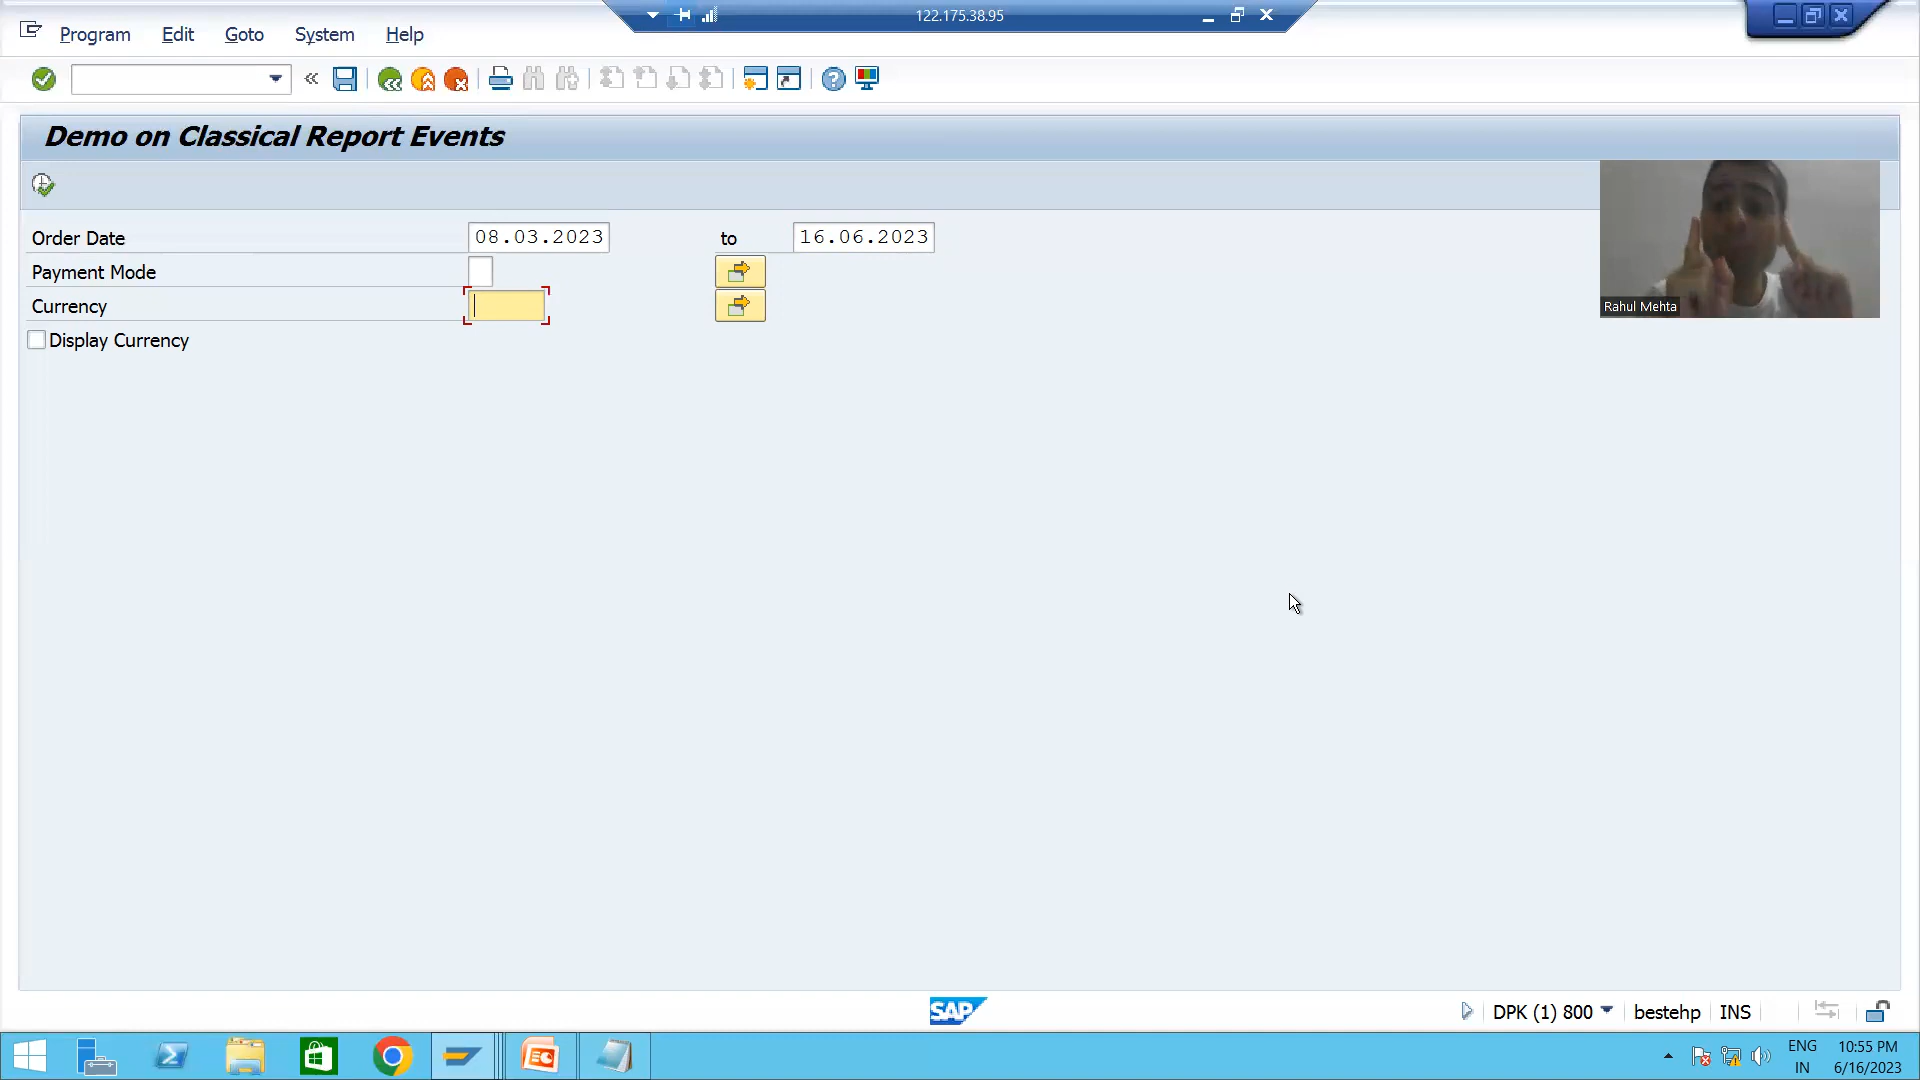 122.175.38.95
Program Edit Goto System Help
Demo on Classical Report Events
Order Date 08.03.2023 to 16.06.2023
Payment Mode
Currency
Display Currency
Rahul Mehta
SAP
DPK (1) 800 bestehp INS
ENG 10:55 PM
IN 6/16/2023